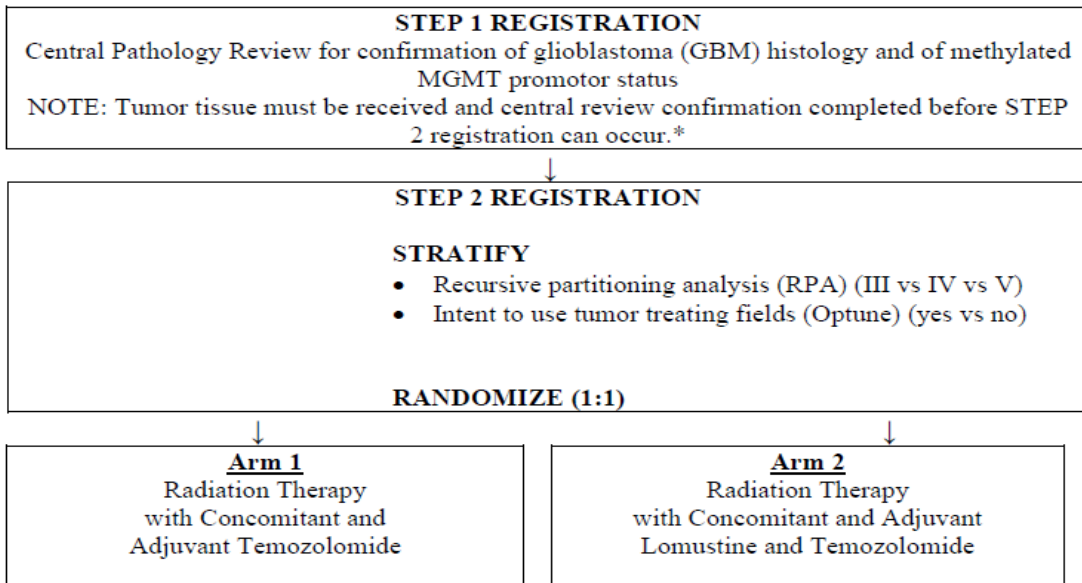 STEP 1 REGISTRATION
Central Pathology Review for confirmation of glioblastoma (GBM) histology and of methylated
MGMT promotor status
NOTE: Tumor tissue must be received and central review confirmation completed before STEP
2 registration can occur.*
↓
STEP 2 REGISTRATION
STRATIFY
• Recursive partitioning analysis (RPA) (III vs IV vs V)
• Intent to use tumor treating fields (Optune) (yes vs no)
RANDOMIZE (1:1)
↓ ↓
Arm 1
Radiation Therapy
with Concomitant and
Adjuvant Temozolomide
Arm 2
Radiation Therapy
with Concomitant and Adjuvant
Lomustine and Temozolomide